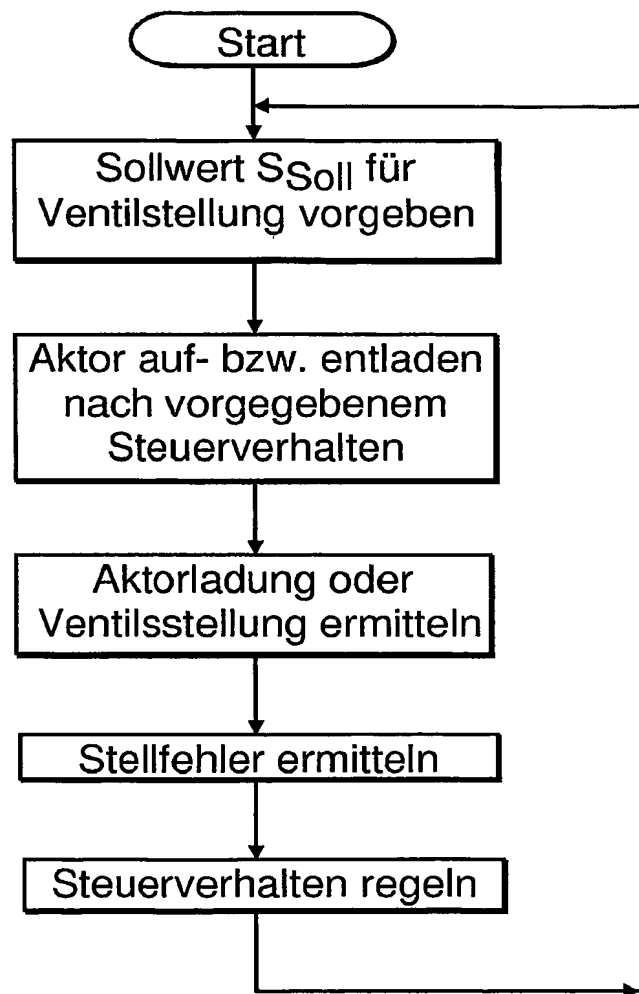 Start
Sollwert SSoll für
Ventilstellung vorgeben
Aktor auf- bzw. entladen
nach vorgegebenem
Steuerverhalten
Aktorladung oder
Ventilsstellung ermitteln
Stellfehler ermitteln
Steuerverhalten regeln